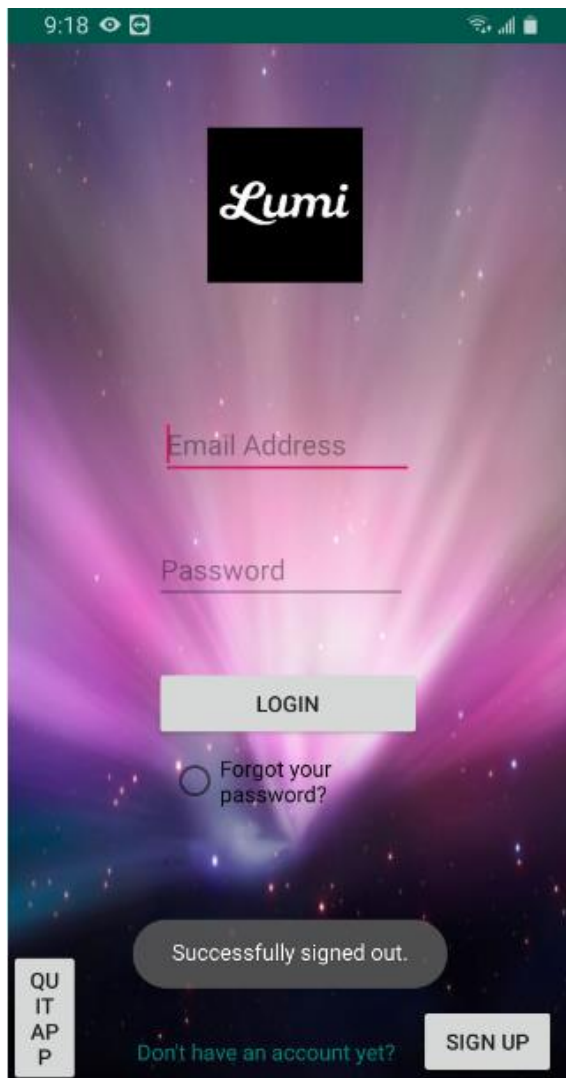 9:18
Lumi
Email Address
Password
LOGIN
Forgot your
password?
Successfully signed out.
QU
IT
AP
P
Don't have an account yet?
SIGN UP